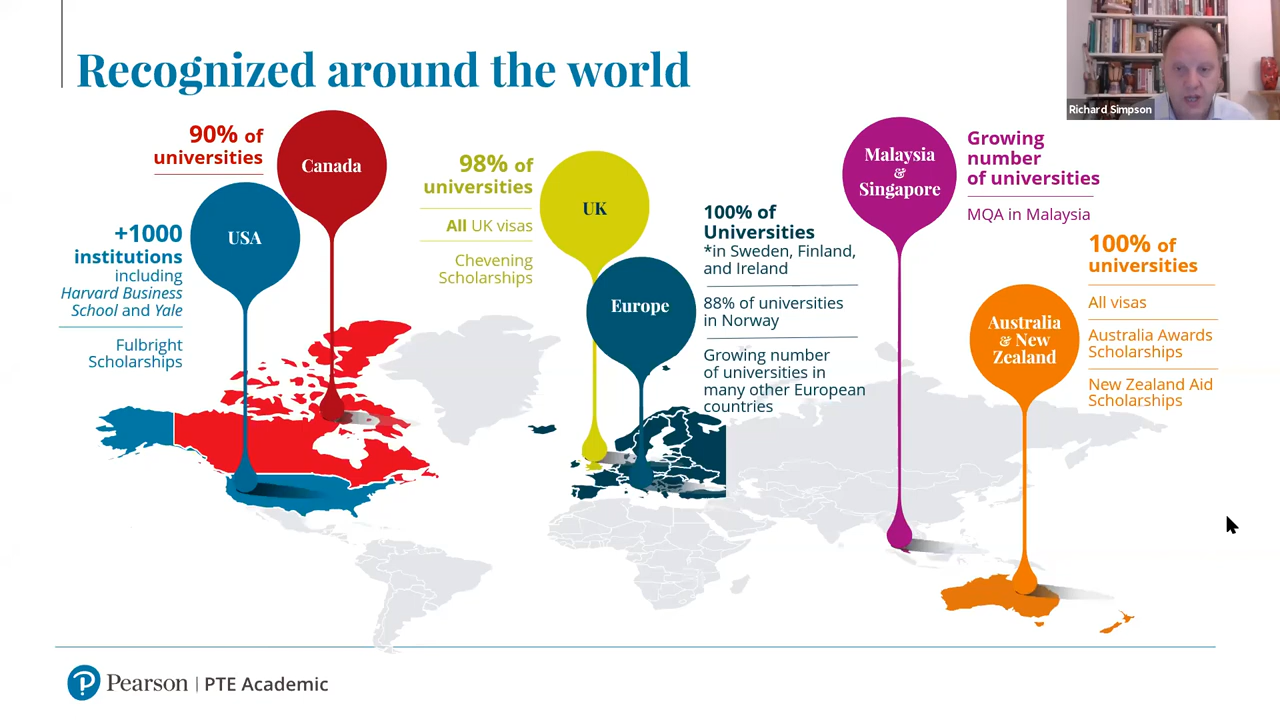 Recognized around the world
Richard Simpson
90% of
universities
Canada
USA
+1000
institutions
including
Harvard Business
School and Yale
Fulbright
Scholarships
98% of
universities
All UK visas
Chevening
Scholarships
UK
Europe
100% of
Universities
*in Sweden, Finland,
and Ireland
88% of universities
in Norway
Growing number
of universities in
many other European
countries
Malaysia
&
Singapore
Growing
number
of universities
MQA in Malaysia
Australia
& New
Zealand
100% of
universities
All visas
Australia Awards
Scholarships
New Zealand Aid
Scholarships
P Pearson | PTE Academic